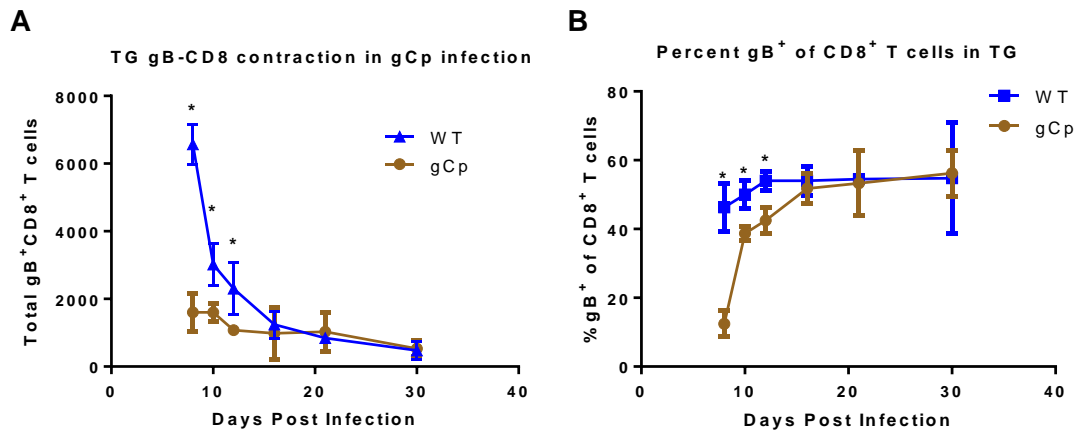 A
TG gB-CD8 contraction in gCp infection
Total gB⁺CD8⁺ T cells
8000
6000
4000
2000
0
*
*
*
WT
gCp
0 10 20 30 40
Days Post Infection
B
Percent gB⁺ of CD8⁺ T cells in TG
% gB⁺ of CD8⁺ T cells
80
60
40
20
0
*
*
*
WT
gCp
0 10 20 30 40
Days Post Infection